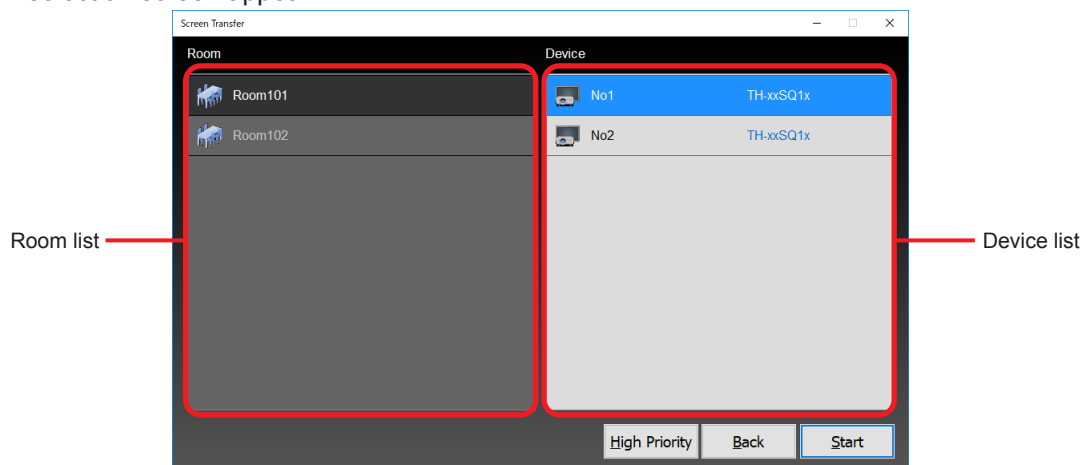 Screen Transfer
Room
Device
Room101
No1 TH-xxSQ1x
Room102
No2 TH-xxSQ1x
Room list
Device list
High Priority
Back
Start